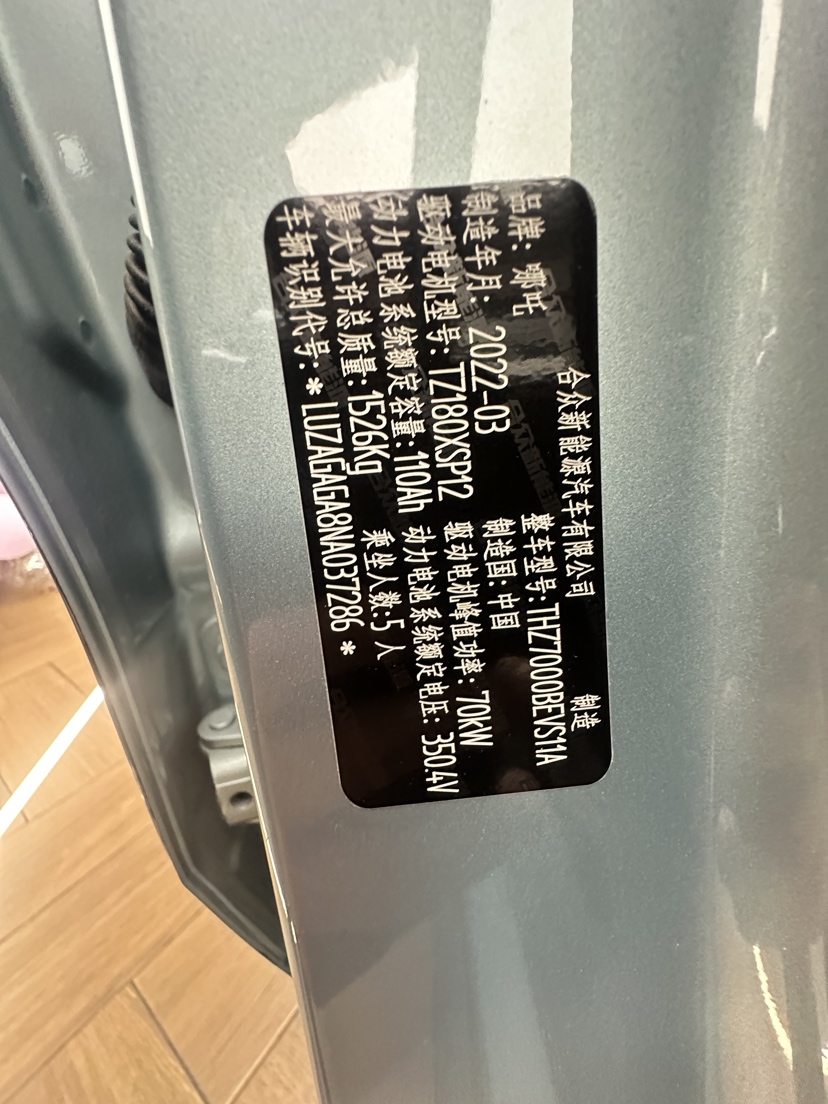 合众新能源汽车有限公司 制造
品牌: 哪吒 整车型号: THZ7000BEVS11A
制造年月: 2022-03 制造国: 中国
驱动电机型号: TZ180XSP12 驱动电机峰值功率: 70kW
动力电池系统额定容量: 110Ah 动力电池系统额定电压: 350.4V
最大允许总质量: 1526Kg 乘坐人数: 5人
车辆识别代号: * LUZAGAGA8NA037286 *